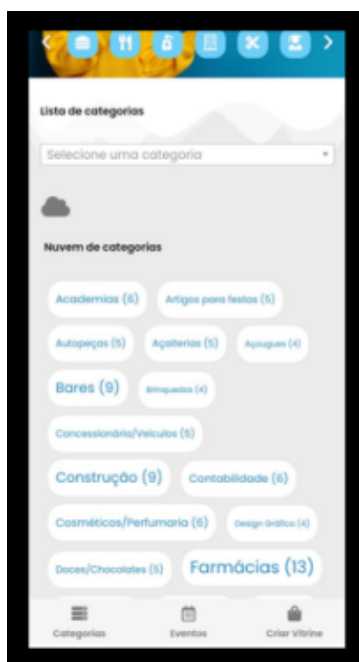 Lista de categorias
Selecione uma categoria
Nuvem de categorias
Academias (6) Artigos para festas (5)
Autopeças (5) Açaiterias (5) Açougues (4)
Bares (9) Brinquedos (4)
Concessionária/Veículos (5)
Construção (9) Contabilidade (6)
Cosméticos/Perfumaria (6) Design Gráfico (4)
Doces/Chocolates (5) Farmácias (13)
Categorias Eventos Criar Vitrine